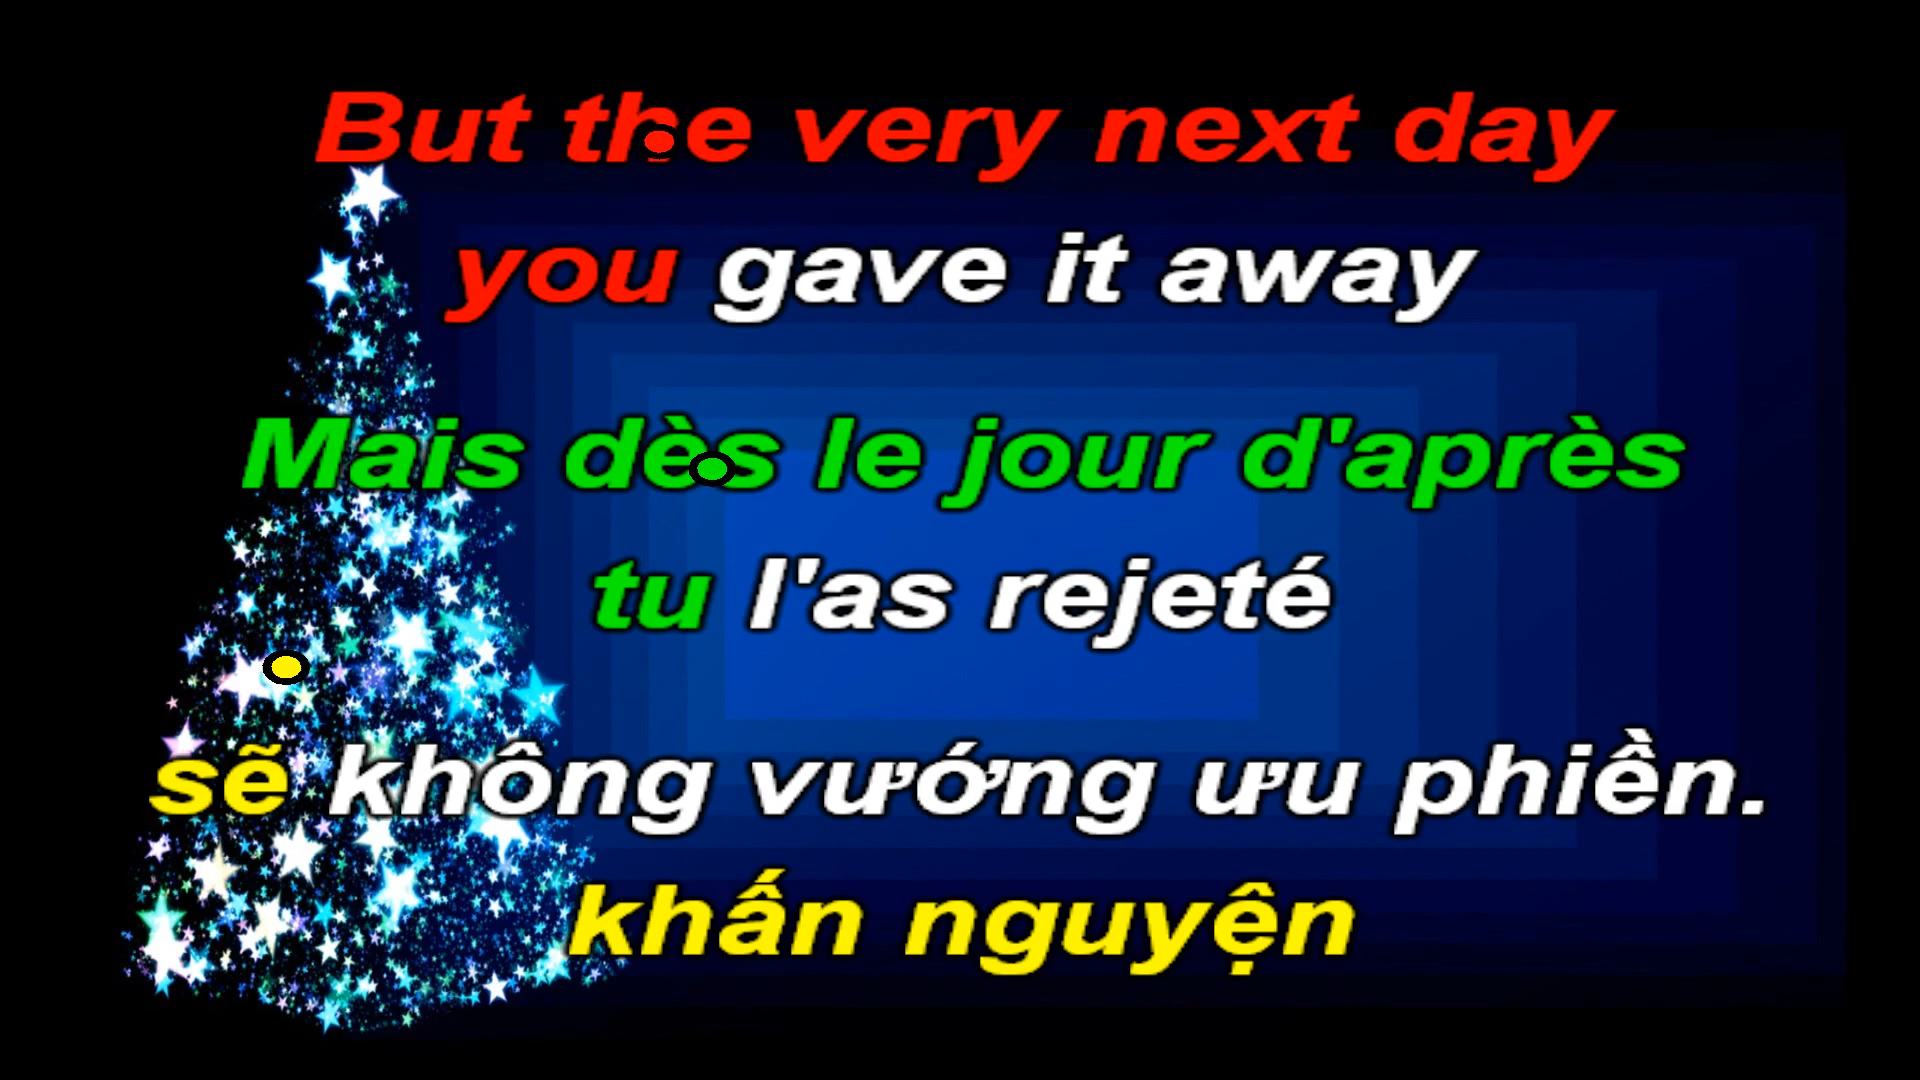 But the very next day
you gave it away
Mais dès le jour d'après
tu l'as rejeté
sẽ không vướng ưu phiền.
khấn nguyện